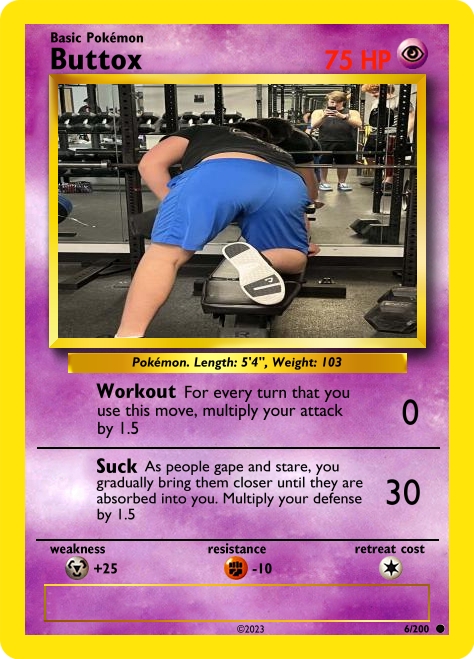 Basic Pokémon
Buttox
75 HP
Pokémon. Length: 5'4", Weight: 103
Workout For every turn that you
use this move, multiply your attack
by 1.5
0
Suck As people gape and stare, you
gradually bring them closer until they are
absorbed into you. Multiply your defense
by 1.5
30
weakness
resistance
retreat cost
+25
-10
©2023
6/200